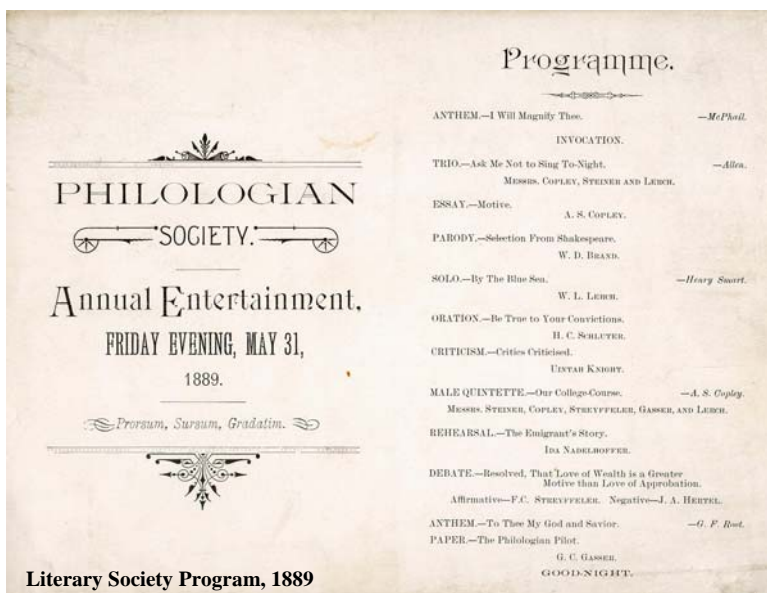 PHILOLOGIAN
SOCIETY.
Annual Entertainment,
FRIDAY EVENING, MAY 31,
1889.
Prorsum, Sursum, Gradatim.
Literary Society Program, 1889
Programme.
ANTHEM.—I Will Magnify Thee. —McPhail.
INVOCATION.
TRIO.—Ask Me Not to Sing To-Night. —Allen.
MESSRS. COPLEY, STEINER AND LERCH.
ESSAY.—Motive.
A. S. COPLEY.
PARODY.—Selection From Shakespeare.
W. D. BRAND.
SOLO.—By The Blue Sea. —Henry Smart.
W. L. LERCH.
ORATION.—Be True to Your Convictions.
H. C. SCHLUTER.
CRITICISM.—Critics Criticised.
UINTAH KNIGHT.
MALE QUINTETTE.—Our College-Course. —A. S. Copley.
MESSRS. STEINER, COPLEY, STREYFFELER, GASSER, AND LERCH.
REHEARSAL.—The Emigrant's Story.
IDA NADELHOFFER.
DEBATE.—Resolved, That Love of Wealth is a Greater
Motive than Love of Approbation.
Affirmative—F.C. STREYFFELER. Negative—J. A. HERTEL.
ANTHEM.—To Thee My God and Savior. —G. F. Root.
PAPER.—The Philologian Pilot.
G. C. GASSER.
GOOD-NIGHT.